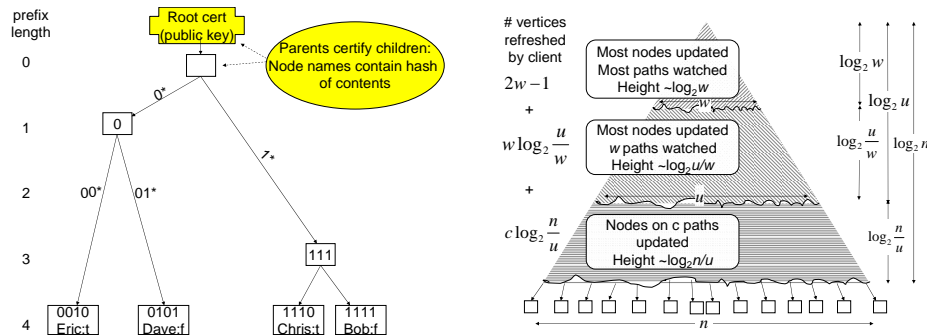 prefix
length
Root cert
(public key)
Parents certify children:
Node names contain hash
of contents
0
0*
1*
1
0
2
00*
01*
3
111
4
0010
Eric:t
0101
Dave:f
1110
Chris:t
1111
Bob:f
# vertices
refreshed
by client
2w−1
+
w log₂ u/w
+
c log₂ n/u
Most nodes updated
Most paths watched
Height ~log₂w
w
Most nodes updated
w paths watched
Height ~log₂u/w
u
Nodes on c paths
updated
Height ~log₂n/u
n
log₂ w
log₂ u
log₂ u/w
log₂ n
log₂ n/u